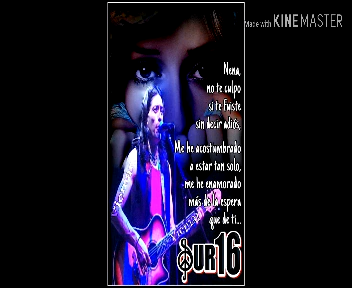 Made with KINEMASTER
Nena,
no te culpo
si te fuiste
sin decir adiós,
Me he acostumbrado
a estar tan solo,
me he enamorado
más de la espera
que de ti...
SUR16